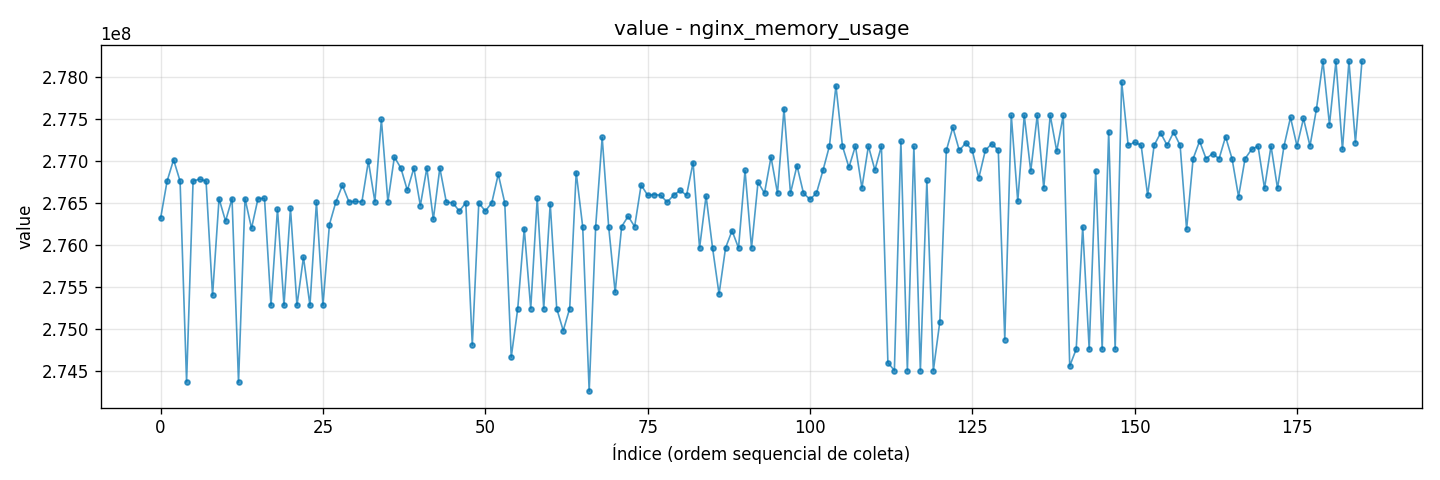 value - nginx_memory_usage
1e8
2.780
2.775
2.770
2.765
2.760
2.755
2.750
2.745
value
0 25 50 75 100 125 150 175
Índice (ordem sequencial de coleta)